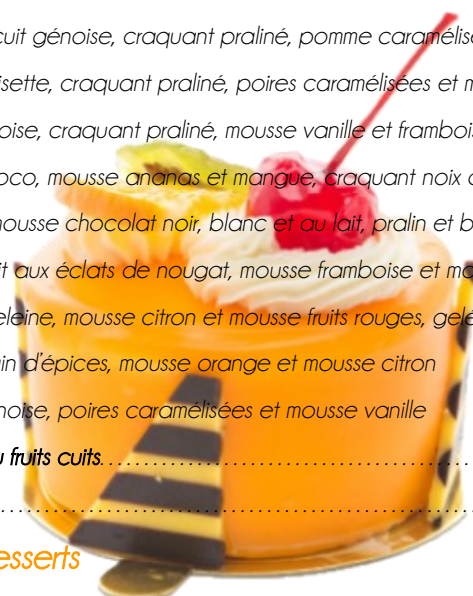 cuit génoise, craquant praliné, pomme caramélisé
isette, craquant praliné, poires caramélisées et m
oise, craquant praliné, mousse vanille et frambois
oco, mousse ananas et mangue, craquant noix
mousse chocolat noir, blanc et au lait, pralin et b
it aux éclats de nougat, mousse framboise et ma
eleine, mousse citron et mousse fruits rouges, gelé
in d'épices, mousse orange et mousse citron
noise, poires caramélisées et mousse vanille
u fruits cuits..........................................
..........................................................
esserts